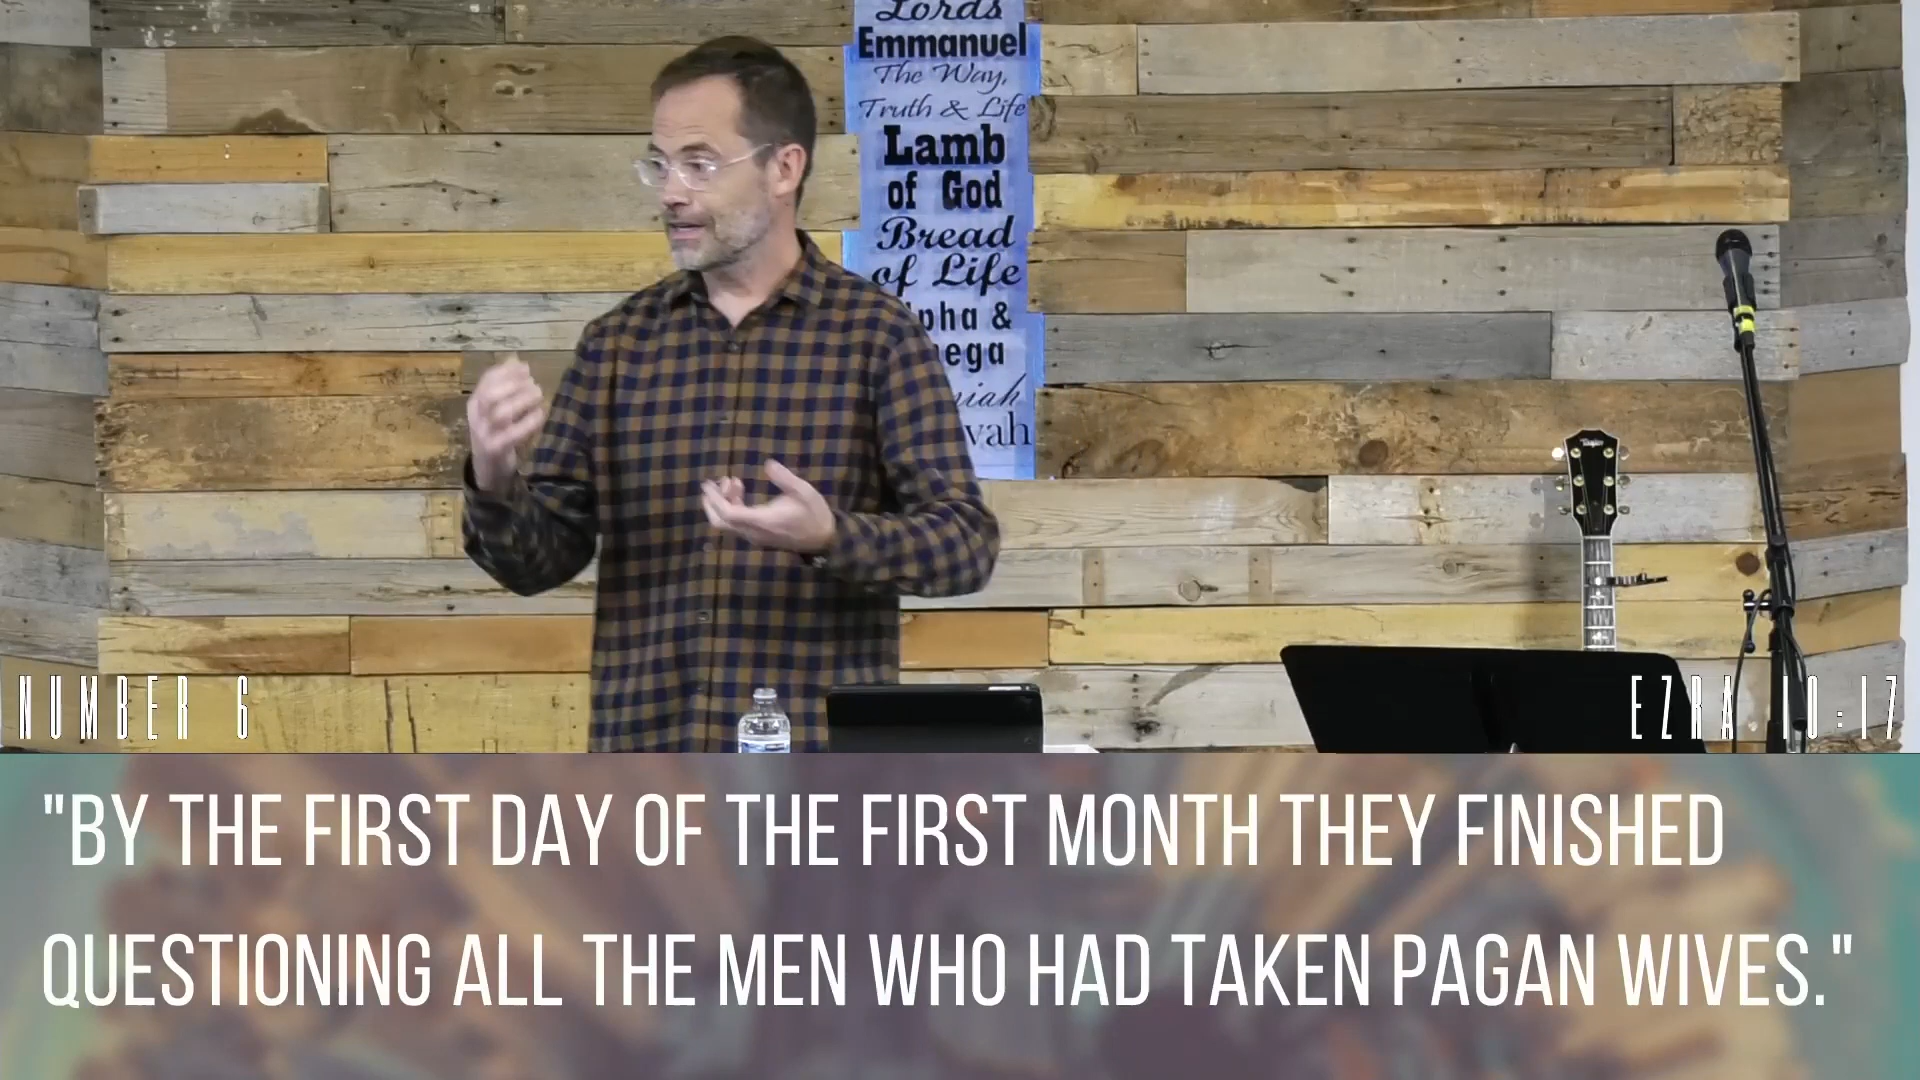 Lords
Emmanuel
The Way,
Truth & Life
Lamb
of God
Bread
of Life
pha &
ega
iah
vah
NUMBER 6
EZRA 10:17
"BY THE FIRST DAY OF THE FIRST MONTH THEY FINISHED
QUESTIONING ALL THE MEN WHO HAD TAKEN PAGAN WIVES."